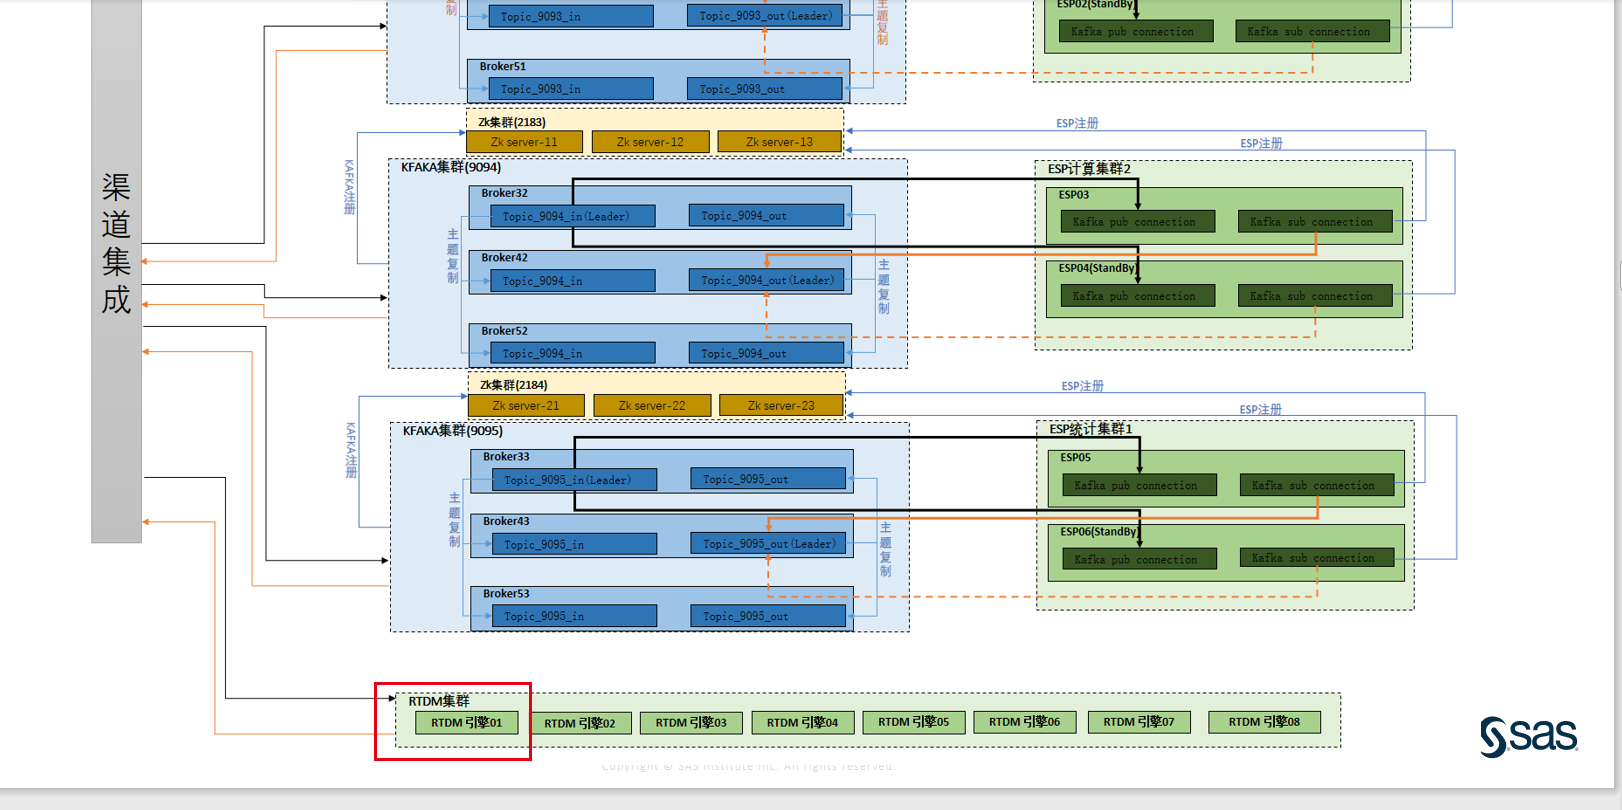 渠道集成
复制
Topic_9093_in
Topic_9093_out(Leader)
主题复制
ESP02(StandBy)
Kafka pub connection
Kafka sub connection
Broker51
Topic_9093_in
Topic_9093_out
Zk集群(2183)
Zk server-11
Zk server-12
Zk server-13
ESP注册
ESP注册
KAFKA注册
KFAKA集群(9094)
Broker32
Topic_9094_in(Leader)
Topic_9094_out
主题复制
Broker42
Topic_9094_in
Topic_9094_out(Leader)
主题复制
Broker52
Topic_9094_in
Topic_9094_out
ESP计算集群2
ESP03
Kafka pub connection
Kafka sub connection
ESP04(StandBy)
Kafka pub connection
Kafka sub connection
Zk集群(2184)
Zk server-21
Zk server-22
Zk server-23
ESP注册
ESP注册
KAFKA注册
KFAKA集群(9095)
Broker33
Topic_9095_in(Leader)
Topic_9095_out
主题复制
Broker43
Topic_9095_in
Topic_9095_out(Leader)
主题复制
Broker53
Topic_9095_in
Topic_9095_out
ESP统计集群1
ESP05
Kafka pub connection
Kafka sub connection
ESP06(StandBy)
Kafka pub connection
Kafka sub connection
RTDM集群
RTDM 引擎01
RTDM 引擎02
RTDM 引擎03
RTDM 引擎04
RTDM 引擎05
RTDM 引擎06
RTDM 引擎07
RTDM 引擎08
sas
Copyright © SAS Institute Inc. All rights reserved.